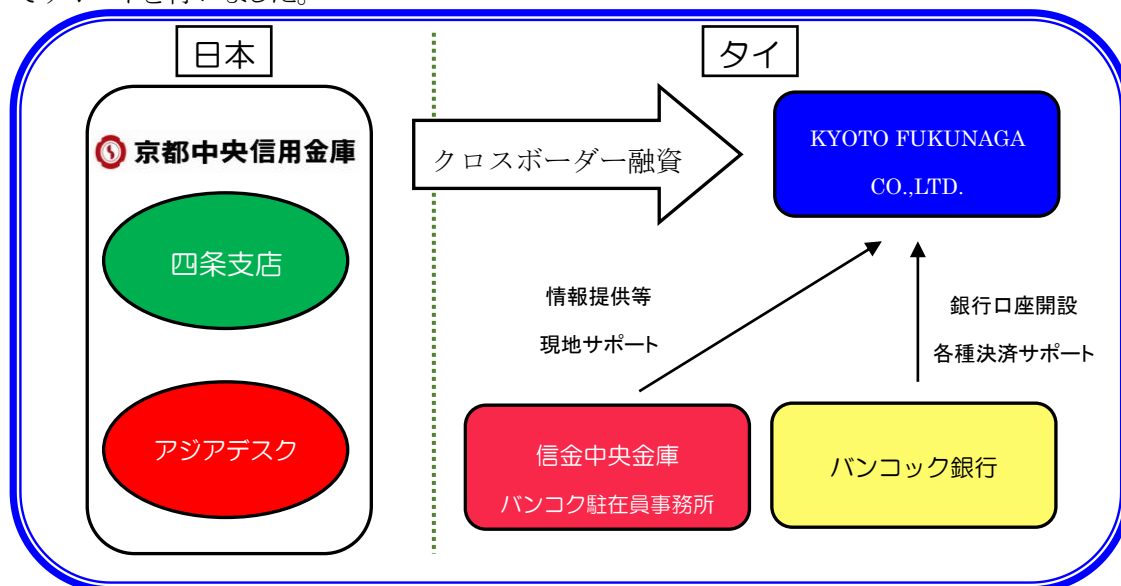 日本
タイ
京都中央信用金庫
四条支店
アジアデスク
クロスボーダー融資
KYOTO FUKUNAGA
CO.,LTD.
情報提供等
現地サポート
銀行口座開設
各種決済サポート
信金中央金庫
バンコク駐在員事務所
バンコック銀行